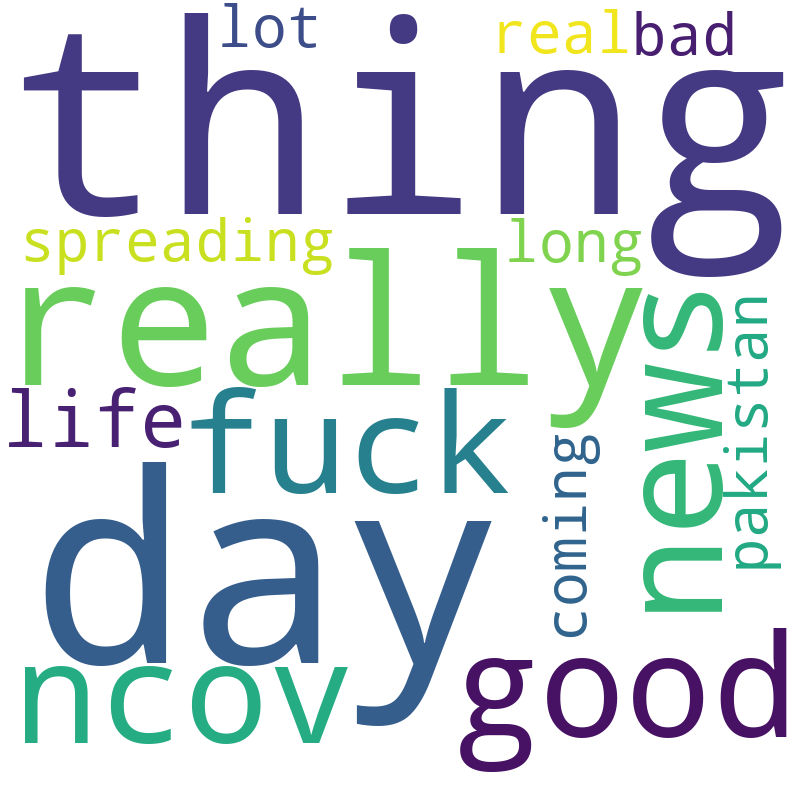 lot
real
bad
thing
spreading
long
really
news
pakistan
life
fuck
coming
day
ncov
good